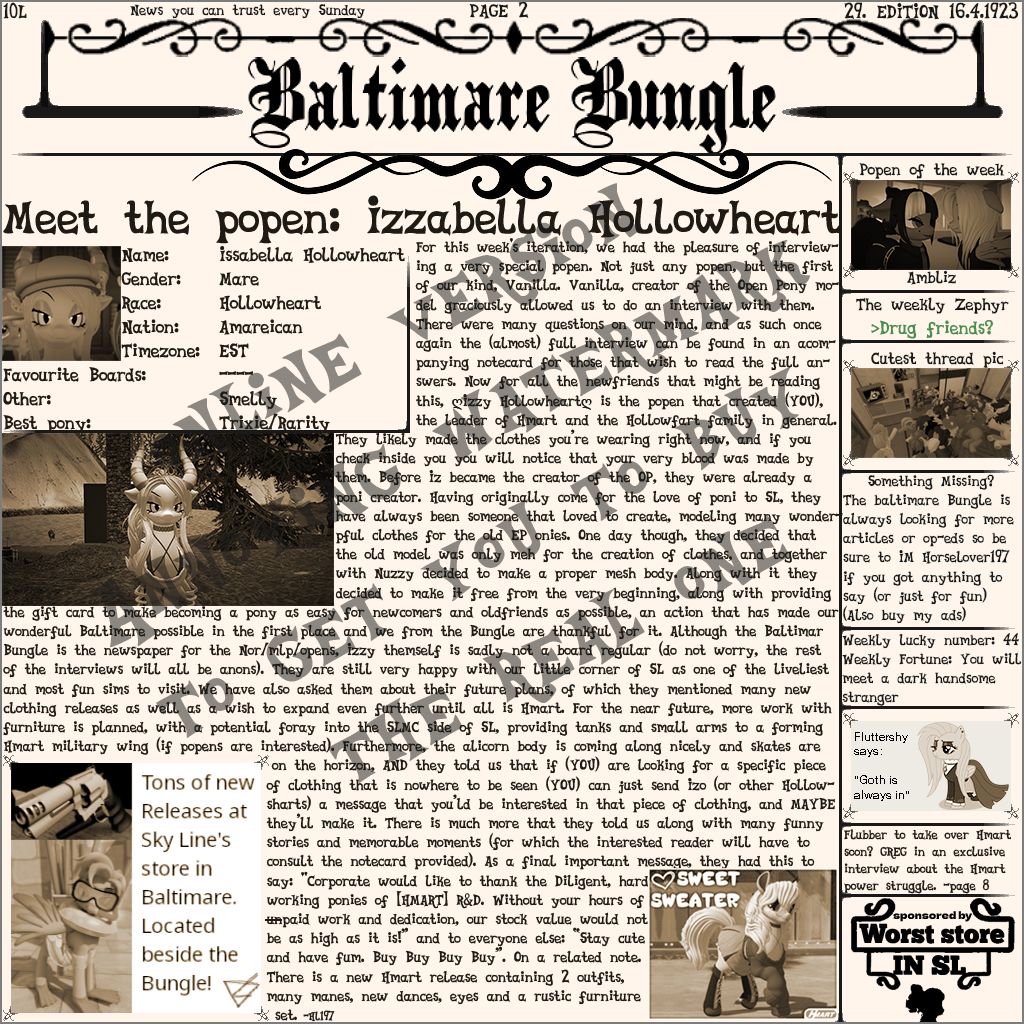 10L
News you can trust every Sunday
PAGE 2
29. EDITION 16.4.1923
Baltimare Bungle
Meet the popen: izzabella Hollowheart
Name: issabella Hollowheart
Gender: Mare
Race: Hollowheart
Nation: Amareican
Timezone: EST
Favourite Boards:
Other: Smelly
Best pony: Trixie/Rarity
For this week's iteration, we had the pleasure of interview-
ing a very special popen. Not just any popen, but the first
of our kind, Vanilla. Vanilla, creator of the Open Pony mo-
del graciously allowed us to do an interview with them.
There were many questions on our mind, and as such once
again the (almost) full interview can be found in an acom-
panying notecard for those that wish to read the full an-
swers. Now for all the newfriends that might be reading
this, ღizzy Hollowheartღ is the popen that created (YOU),
the Leader of Hmart and the Hollowfart family in general.
They likely made the clothes you're wearing right now, and if you
check inside you you will notice that your very blood was made by
them. Before iz became the creator of the OP, they were already a
poni creator. Having originally come for the love of poni to SL, they
have always been someone that loved to create, modeling many wonder-
pful clothes for the old EP onies. One day though, they decided that
the old model was only meh for the creation of clothes, and together
with Nuzzy decided to make a proper mesh body. Along with it they
decided to make it free from the very beginning, along with providing
the gift card to make becoming a pony as easy for newcomers and oldfriends as possible, an action that has made our
wonderful Baltimare possible in the first place and we from the Bungle are thankful for it. Although the Baltimar
Bungle is the newspaper for the Nor/mlp/opens, izzy themself is sadly not a board regular (do not worry, the rest
of the interviews will all be anons). They are still very happy with our little corner of SL as one of the liveliest
and most fun sims to visit. We have also asked them about their future plans, of which they mentioned many new
clothing releases as well as a wish to expand even further until all is Hmart. For the near future, more work with
furniture is planned, with a potential foray into the SLMC side of SL, providing tanks and small arms to a forming
Hmart military wing (if popens are interested). Furthermore, the alicorn body is coming along nicely and skates are
on the horizon, AND they told us that if (YOU) are looking for a specific piece
of clothing that is nowhere to be seen (YOU) can just send izo (or other Hollow-
sharts) a message that you'd be interested in that piece of clothing, and MAYBE
they'll make it. There is much more that they told us along with many funny
stories and memorable moments (for which the interested reader will have to
consult the notecard provided). As a final important message, they had this to
say: "Corporate would like to thank the Diligent, hard
working ponies of [HMART] R&D. Without your hours of
unpaid work and dedication, our stock value would not
be as high as it is!" and to everyone else: "Stay cute
and have fum. Buy Buy Buy Buy". On a related note.
There is a new Hmart release containing 2 outfits,
many manes, new dances, eyes and a rustic furniture
set. -HL197
Tons of new
Releases at
Sky Line's
store in
Baltimare.
Located
beside the
Bungle!
SWEET
SWEATER
HMART
Popen of the week
Ambliz
The weekly Zephyr
>Drug friends?
Cutest thread pic
Something Missing?
The baltimare Bungle is
always looking for more
articles or op-eds so be
sure to iM Horselover197
if you got anything to
say (or just for fun)
(Also buy my ads)
Weekly lucky number: 44
Weekly Fortune: You will
meet a dark handsome
stranger
Fluttershy
says:
"Goth is
always in"
Flubber to take over Hmart
soon? GREG in an exclusive
interview about the Hmart
power struggle. -page 8
sponsored by
Worst store
IN SL
ANNOYING WATERMARK
ONLINE VERSION
TO GET YOU TO BUY
THE REAL ONE